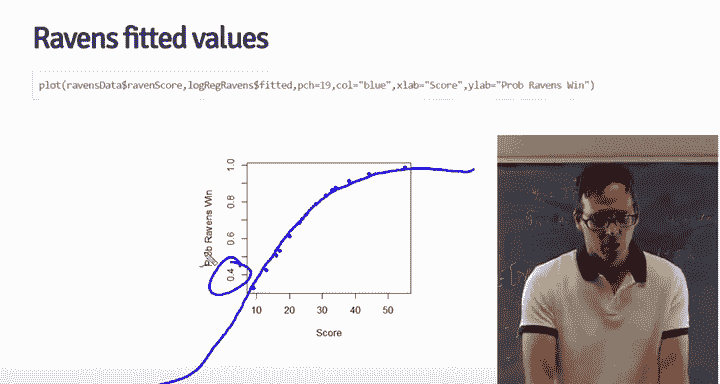 Ravens fitted values
plot(ravensData$ravenScore,logRegRavens$fitted,pch=19,col="blue",xlab="Score",ylab="Prob Ravens Win")
Prob Ravens Win
1.0
0.8
0.6
0.4
10 20 30 40 50
Score